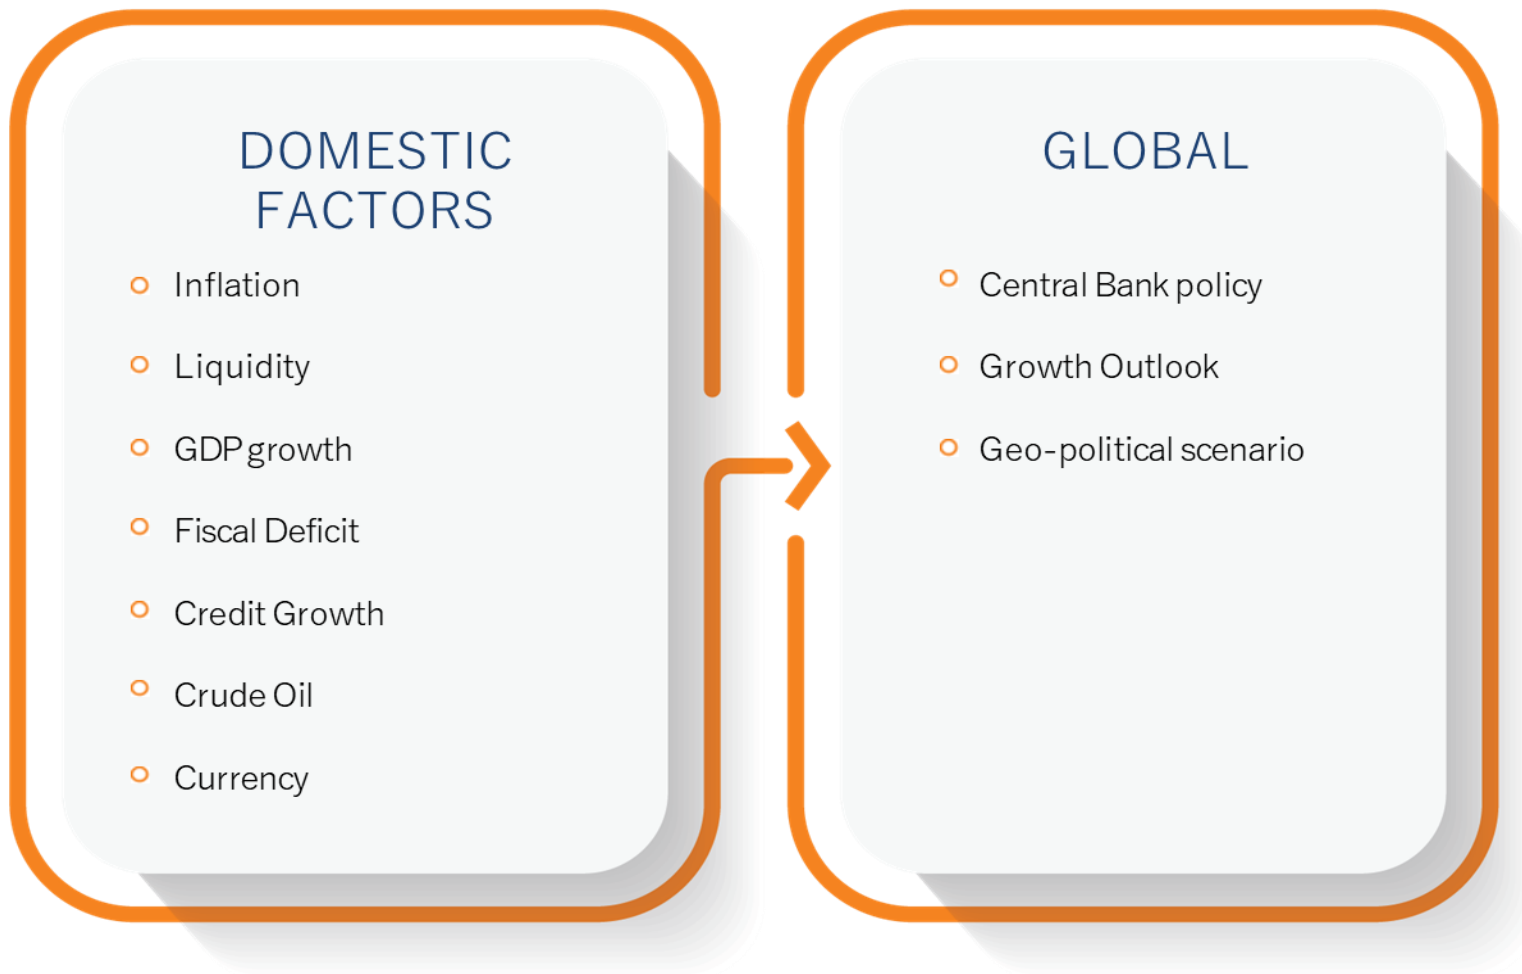 DOMESTIC
FACTORS
Inflation
Liquidity
GDP growth
Fiscal Deficit
Credit Growth
Crude Oil
Currency
GLOBAL
Central Bank policy
Growth Outlook
Geo-political scenario